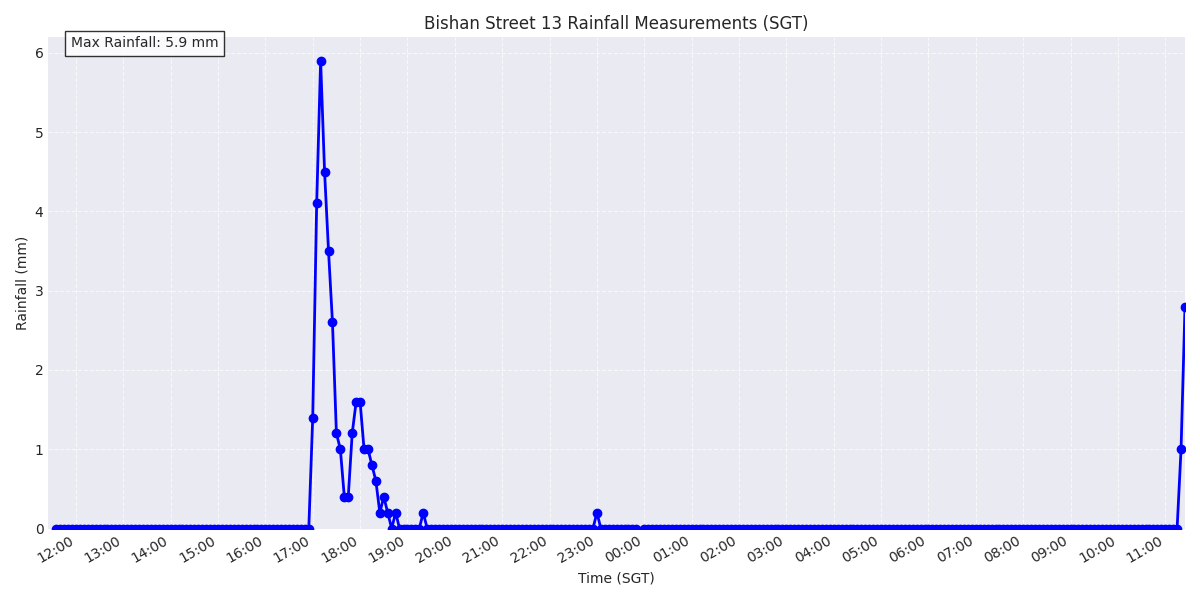 Bishan Street 13 Rainfall Measurements (SGT)
Max Rainfall: 5.9 mm
6
5
4
3
2
1
0
Rainfall (mm)
12:00 13:00 14:00 15:00 16:00 17:00 18:00 19:00 20:00 21:00 22:00 23:00 00:00 01:00 02:00 03:00 04:00 05:00 06:00 07:00 08:00 09:00 10:00 11:00
Time (SGT)